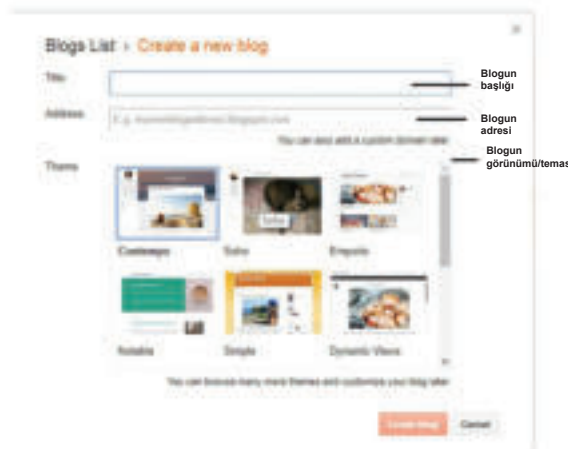 Blogs List › Create a new blog
Title
Blogun
başlığı
Address
Blogun
adresi
You can also add a custom domain later
Blogun
görünümü/temas
Theme
Contempo
Soho
Emporio
Notable
Simple
Dynamic Views
You can browse many more themes and customize your blog later
Create blog!
Cancel